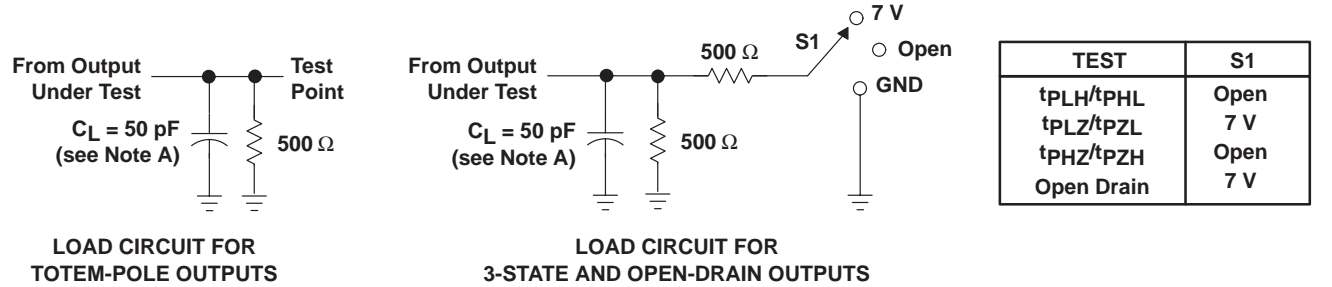 From Output
Under Test
Test
Point
CL = 50 pF
(see Note A)
500 Ω
LOAD CIRCUIT FOR
TOTEM-POLE OUTPUTS
From Output
Under Test
500 Ω
S1
7 V
Open
GND
CL = 50 pF
(see Note A)
500 Ω
LOAD CIRCUIT FOR
3-STATE AND OPEN-DRAIN OUTPUTS
TEST S1
tPLH/tPHL Open
tPLZ/tPZL 7 V
tPHZ/tPZH Open
Open Drain 7 V